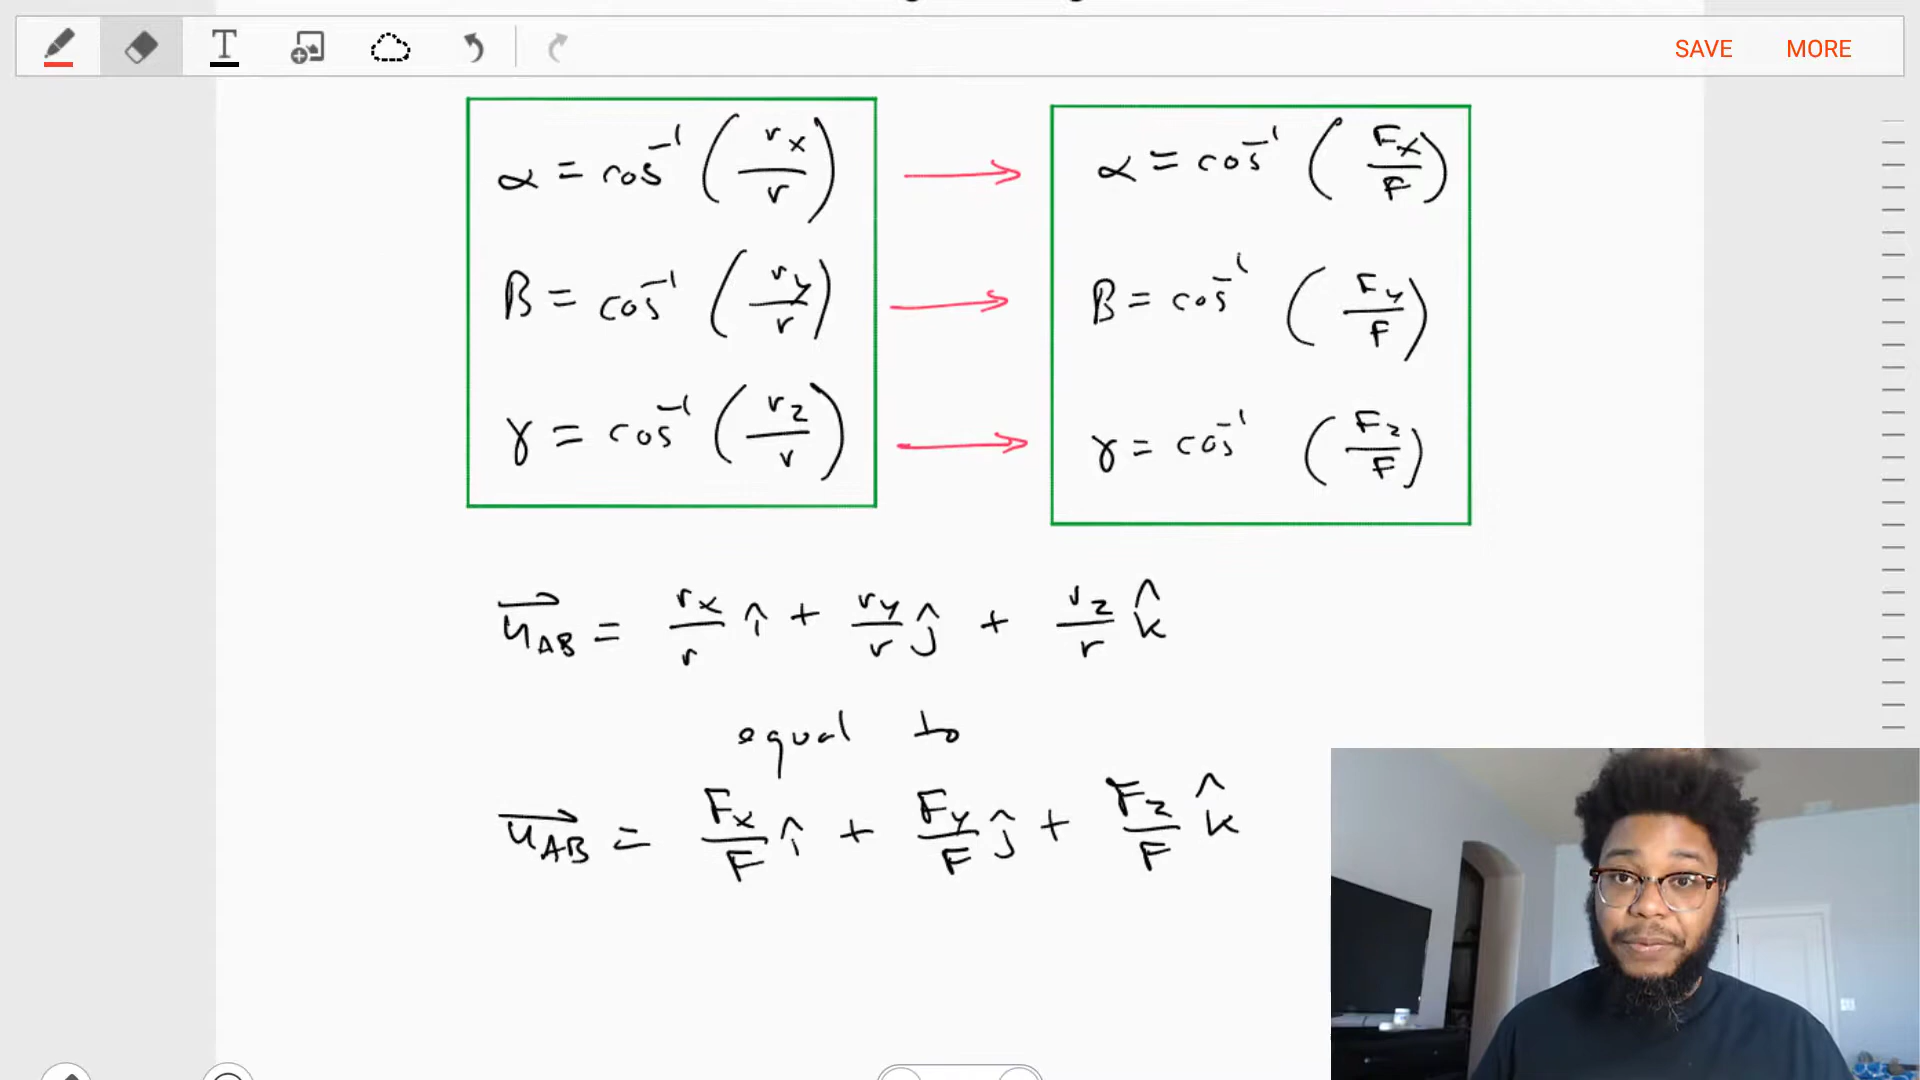 SAVE MORE
α = cos⁻¹ (rx/r) → α = cos⁻¹ (Fx/F)
β = cos⁻¹ (ry/r) → β = cos⁻¹ (Fy/F)
γ = cos⁻¹ (rz/r) → γ = cos⁻¹ (Fz/F)
u⃗AB = rx/r î + ry/r ĵ + rz/r k̂
equal to
u⃗AB = Fx/F î + Fy/F ĵ + Fz/F k̂